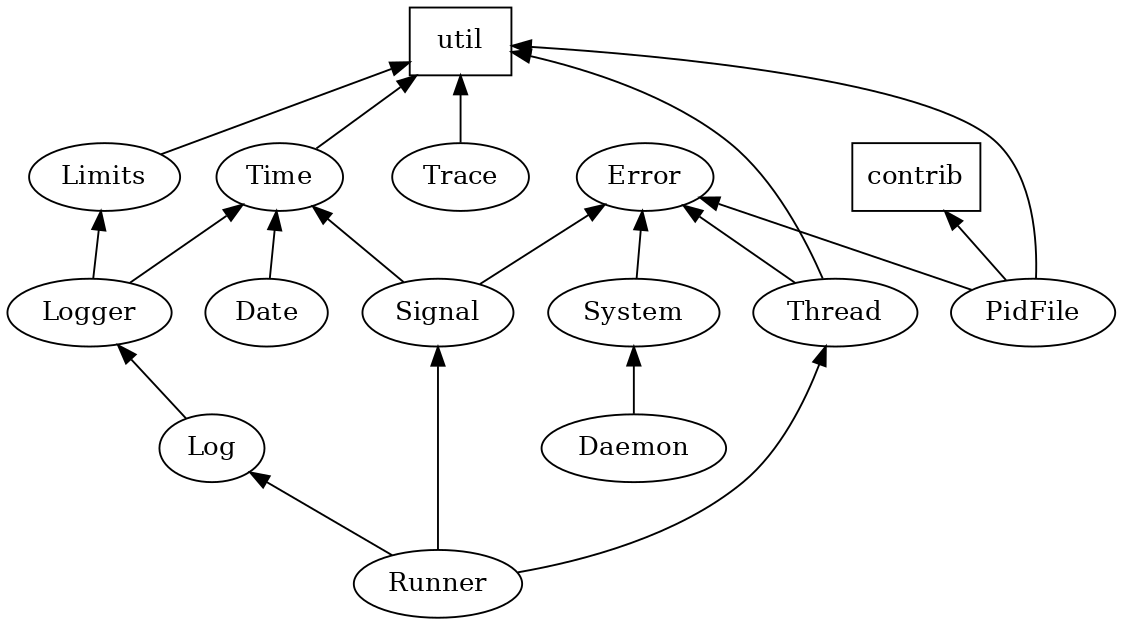 util
Limits
Time
Trace
Error
contrib
Logger
Date
Signal
System
Thread
PidFile
Log
Daemon
Runner